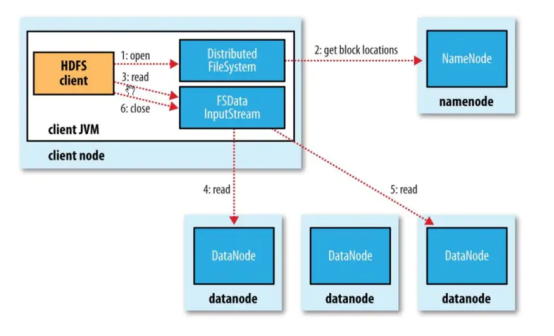 HDFS
client
1: open
3: read
6: close
Distributed
FileSystem
FSData
InputStream
client JVM
client node
2: get block locations
NameNode
namenode
4: read
5: read
DataNode
datanode
DataNode
datanode
DataNode
datanode